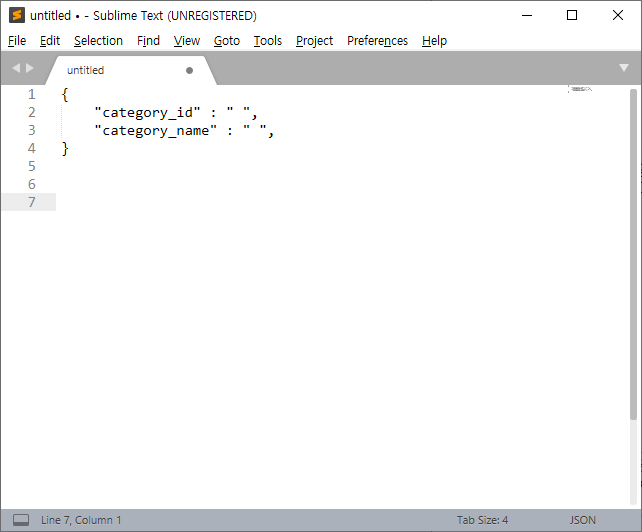 untitled • - Sublime Text (UNREGISTERED)
File Edit Selection Find View Goto Tools Project Preferences Help
untitled
1 {
2     "category_id" : " ",
3     "category_name" : " ",
4 }
5
6
7
Line 7, Column 1 Tab Size: 4 JSON